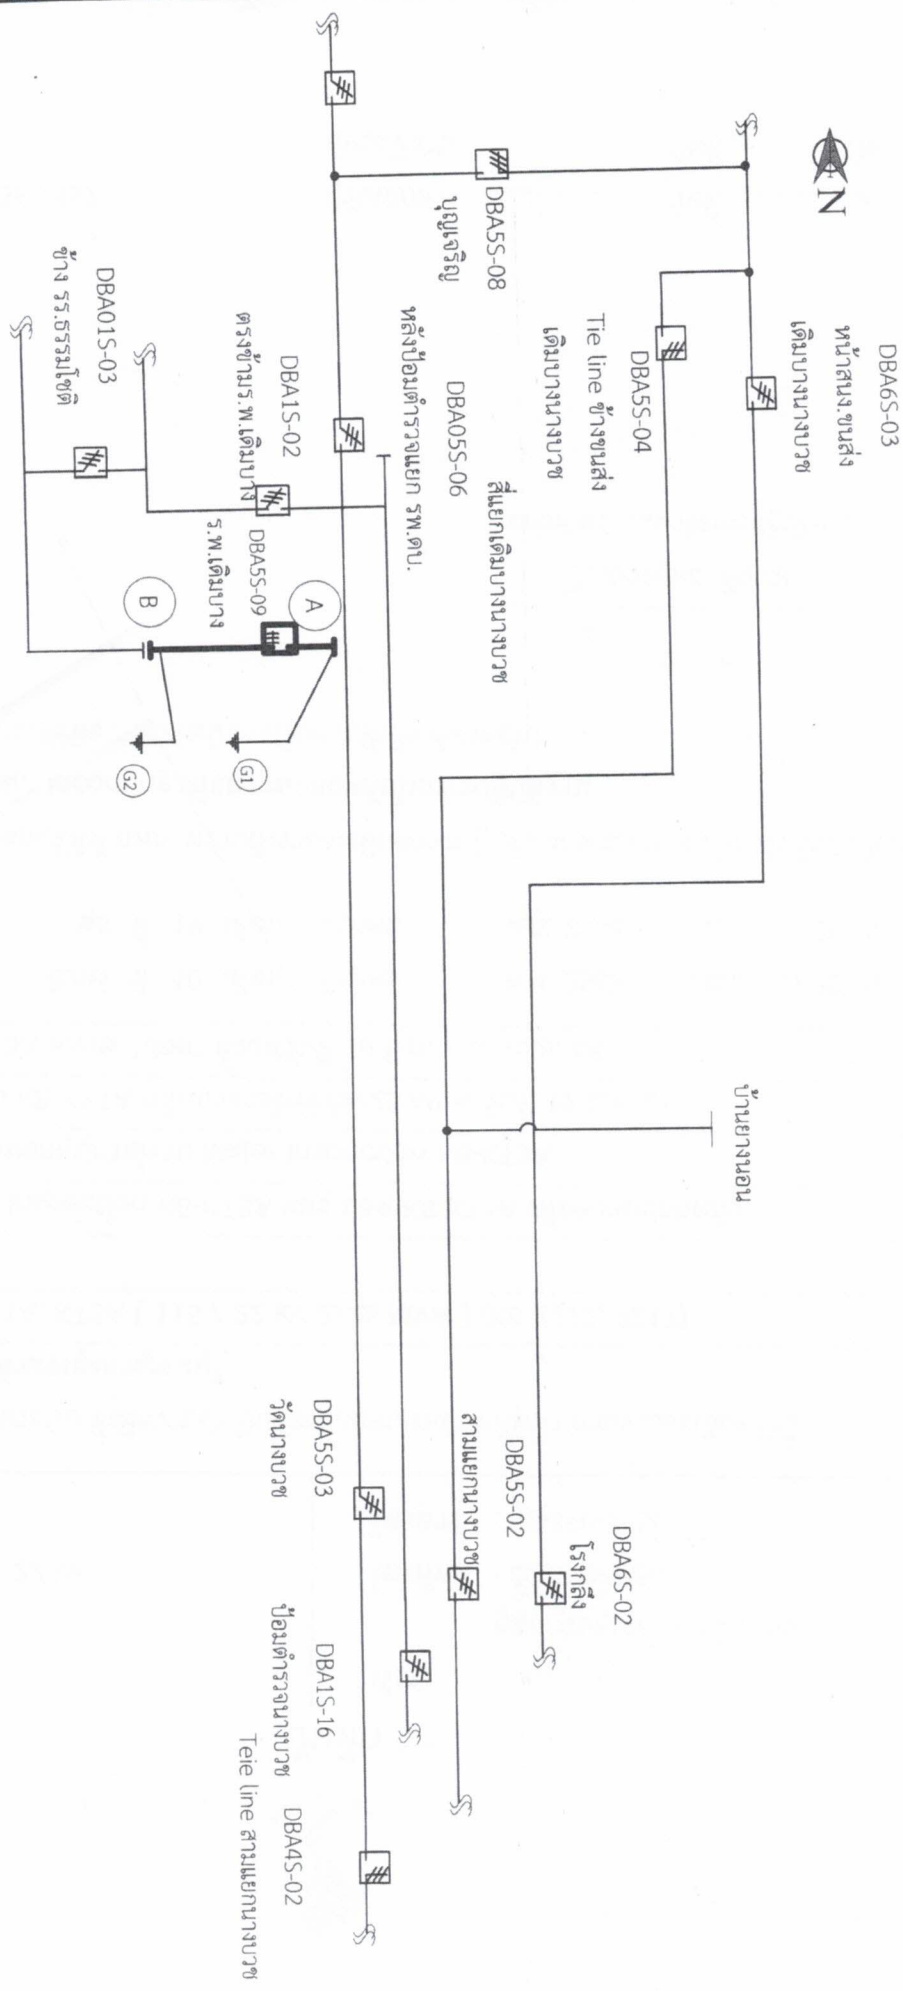 N
DBA6S-03
หน้าสนง.ขนส่ง
เดิมบางนางบวช
DBA5S-08
บุญเจริญ
DBA5S-04
Tie line ข้างขนส่ง
เดิมบางนางบวช
สี่แยกเดิมบางนางบวช
DBA05S-06
หลังป้อมตำรวจแยก รพ.ดบ.
DBA1S-02
ตรงข้ามร.พ.เดิมบาง
DBA01S-03
ข้าง รร.ธรรมโชติ
DBA5S-09
ร.พ.เดิมบาง
A
B
G1
G2
บ้านยางนอน
DBA6S-02
โรงกลึง
DBA5S-02
สามแยกนางบวช
DBA5S-03
วัดนางบวช
DBA1S-16
ป้อมตำรวจนางบวช
DBA4S-02
Teie line สามแยกนางบวช